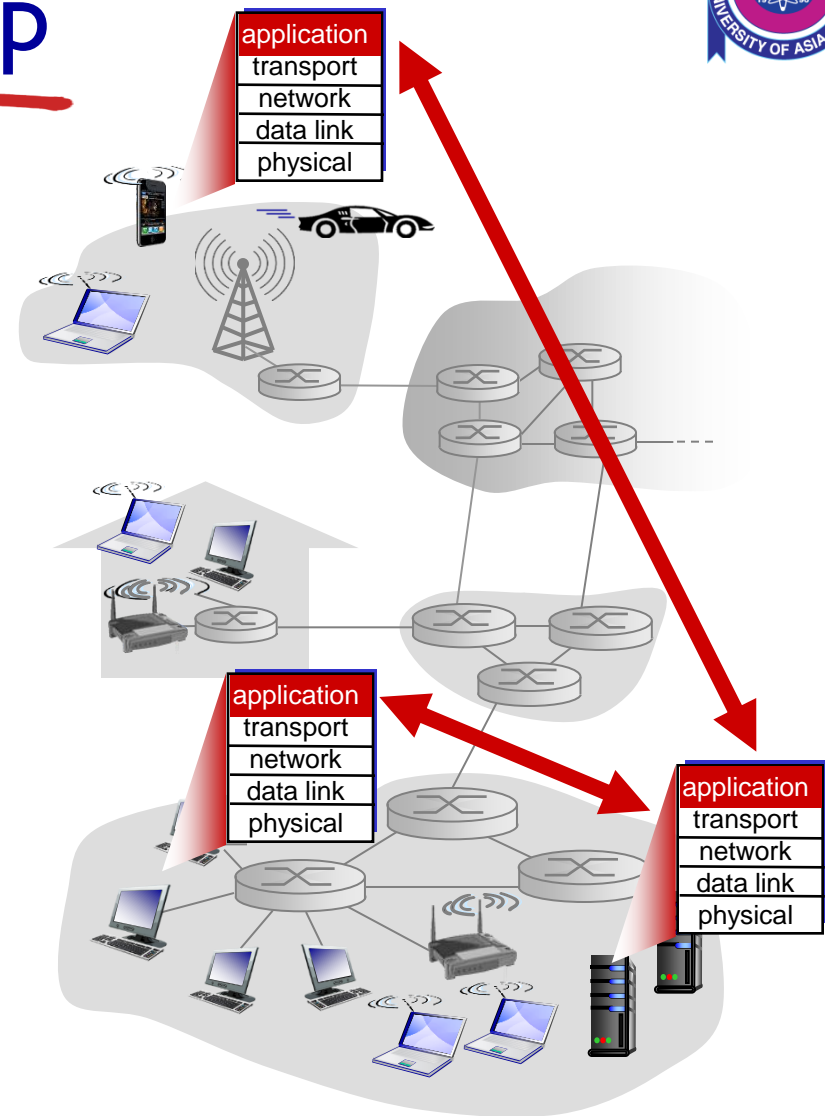 p
application
transport
network
data link
physical
UNIVERSITY OF ASIA
application
transport
network
data link
physical
application
transport
network
data link
physical